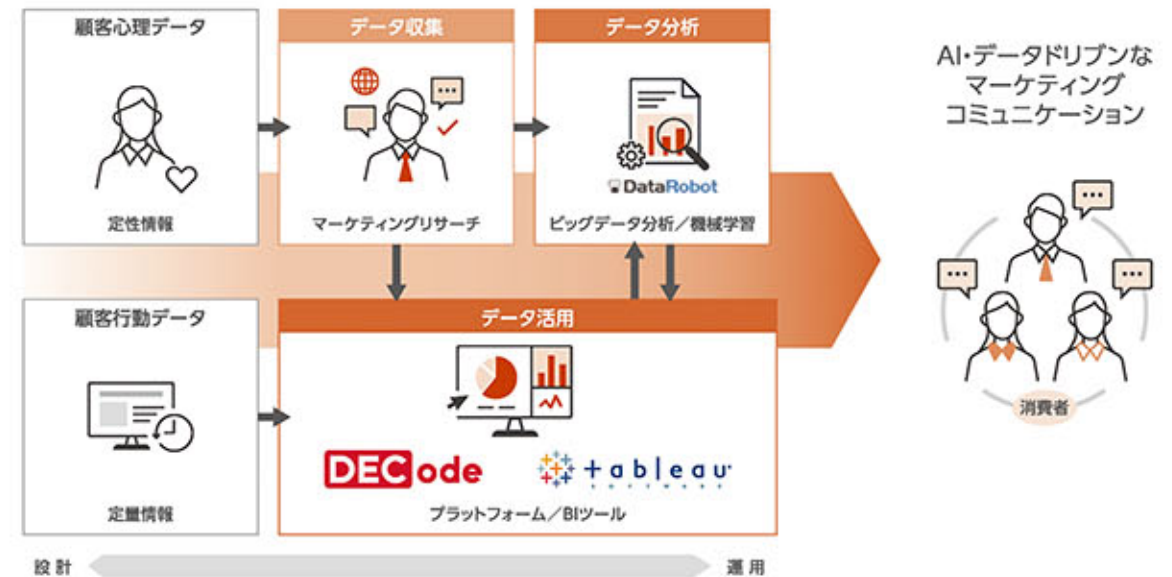 顧客心理データ
定性情報
データ収集
マーケティングリサーチ
データ分析
DataRobot
ビッグデータ分析／機械学習
顧客行動データ
定量情報
データ活用
DECode
+ableau
SOFTWARE
プラットフォーム／BIツール
設計
運用
AI・データドリブンな
マーケティング
コミュニケーション
消費者